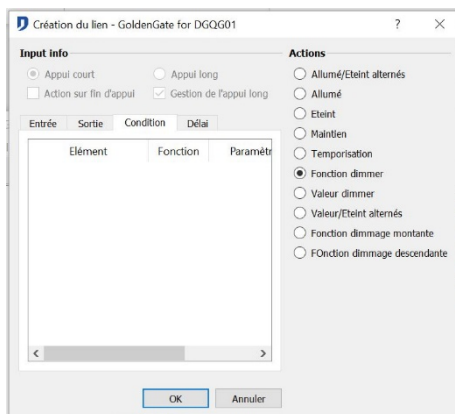 Création du lien - GoldenGate for DGQG01
?
Input info
Appui court
Appui long
Action sur fin d'appui
Gestion de l'appui long
Entrée
Sortie
Condition
Délai
Elément
Fonction
Paramètr
OK
Annuler
Actions
Allumé/Eteint alternés
Allumé
Eteint
Maintien
Temporisation
Fonction dimmer
Valeur dimmer
Valeur/Eteint alternés
Fonction dimmage montante
FOnction dimmage descendante